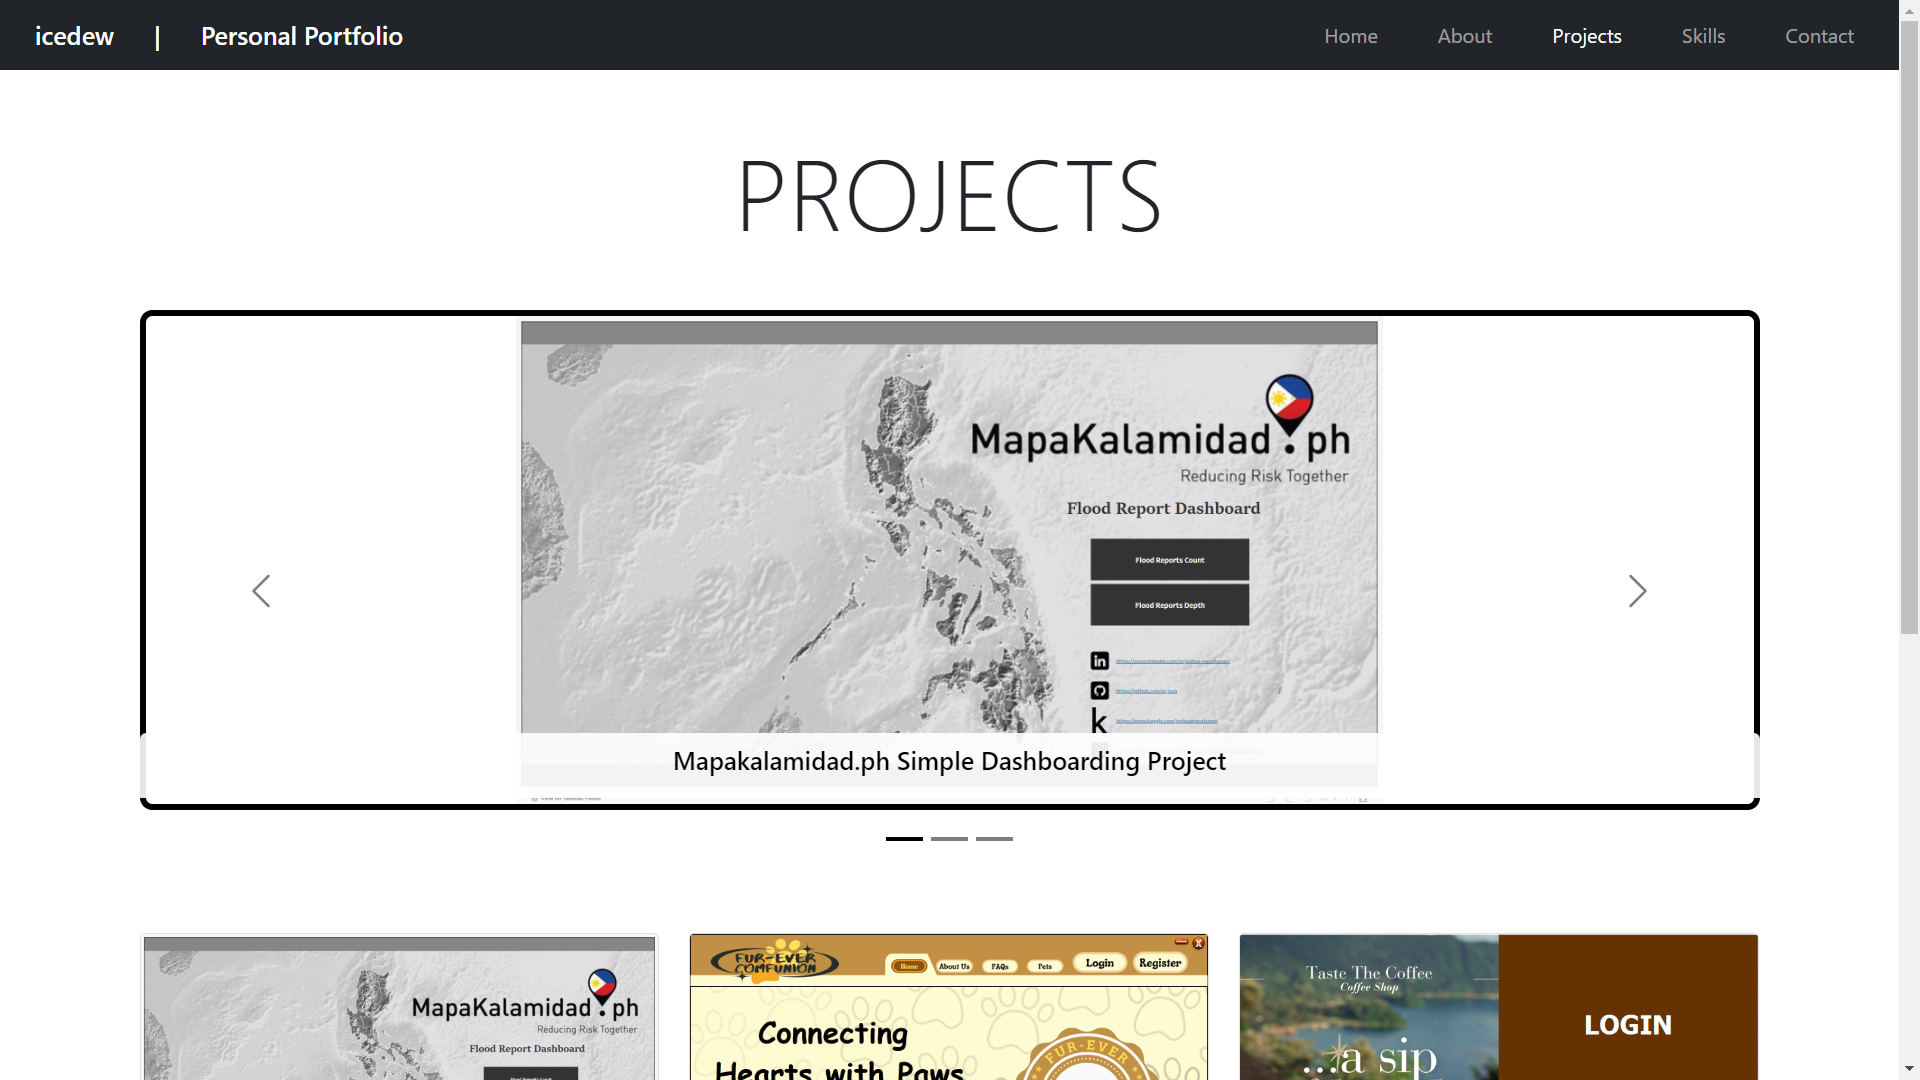 icedew | Personal Portfolio
Home About Projects Skills Contact
PROJECTS
MapaKalamidad.ph
Reducing Risk Together
Flood Report Dashboard
Flood Reports Count
Flood Reports Depth
in
k
Mapakalamidad.ph Simple Dashboarding Project
MapaKalamidad.ph
Reducing Risk Together
Flood Report Dashboard
FUR-EVER
COMFUNION
Home About Us FAQs Pets Login Register
Connecting
Hearts with Paws
FUR-EVER
Taste The Coffee
Coffee Shop
...a sip
LOGIN